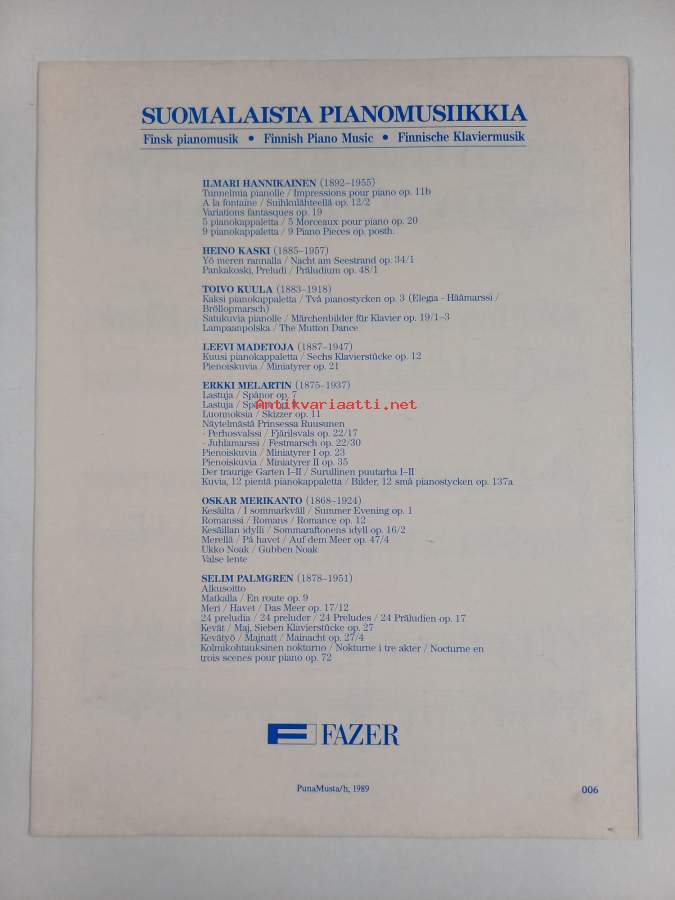 SUOMALAISTA PIANOMUSIIKKIA
Finsk pianomusik • Finnish Piano Music • Finnische Klaviermusik
ILMARI HANNIKAINEN (1892–1955)
Tunnelmia pianolle / Impressions pour piano op. 11b
A la fontaine / Suihkulähteellä op. 12/2
Variations fantasques op. 19
5 pianokappaletta / 5 Morceaux pour piano op. 20
9 pianokappaletta / 9 Piano Pieces op. posth.
HEINO KASKI (1885–1957)
Yö meren rannalla / Nacht am Seestrand op. 34/1
Pankakoski, Preludi / Präludium op. 48/1
TOIVO KUULA (1883–1918)
Kaksi pianokappaletta / Två pianostycken op. 3 (Elegia - Häämarssi /
Bröllopmarsch)
Satukuvia pianolle / Märchenbilder für Klavier op. 19/1–3
Lampaanpolska / The Mutton Dance
LEEVI MADETOJA (1887–1947)
Kuusi pianokappaletta / Sechs Klavierstücke op. 12
Pienoiskuvia / Miniatyrer op. 21
ERKKI MELARTIN (1875–1937)
Lastuja / Spånor op. 7
Lastuja / Spånor op.
Antikvariaatti.net
Luonnoksia / Skizzer op. 11
Näytelmästä Prinsessa Ruusunen
- Perhosvalssi / Fjärilsvals op. 22/17
- Juhlamarssi / Festmarsch op. 22/30
Pienoiskuvia / Miniatyrer I op. 23
Pienoiskuvia / Miniatyrer II op. 35
Der traurige Garten I–II / Surullinen puutarha I–II
Kuvia, 12 pientä pianokappaletta / Bilder, 12 små pianostycken op. 137a
OSKAR MERIKANTO (1868–1924)
Kesäilta / I sommarkväll / Summer Evening op. 1
Romanssi / Romans / Romance op. 12
Kesäillan idylli / Sommaraftonens idyll op. 16/2
Merellä / På havet / Auf dem Meer op. 47/4
Ukko Noak / Gubben Noak
Valse lente
SELIM PALMGREN (1878–1951)
Alkusoitto
Matkalla / En route op. 9
Meri / Havet / Das Meer op. 17/12
24 preludia / 24 preluder / 24 Preludes / 24 Präludien op. 17
Kevät / Maj, Sieben Klavierstücke op. 27
Kevätyö / Majnatt / Mainacht op. 27/4
Kolmikohtauksinen nokturno / Nokturne i tre akter / Nocturne en
trois scenes pour piano op. 72
FAZER
PunaMusta/h, 1989
006